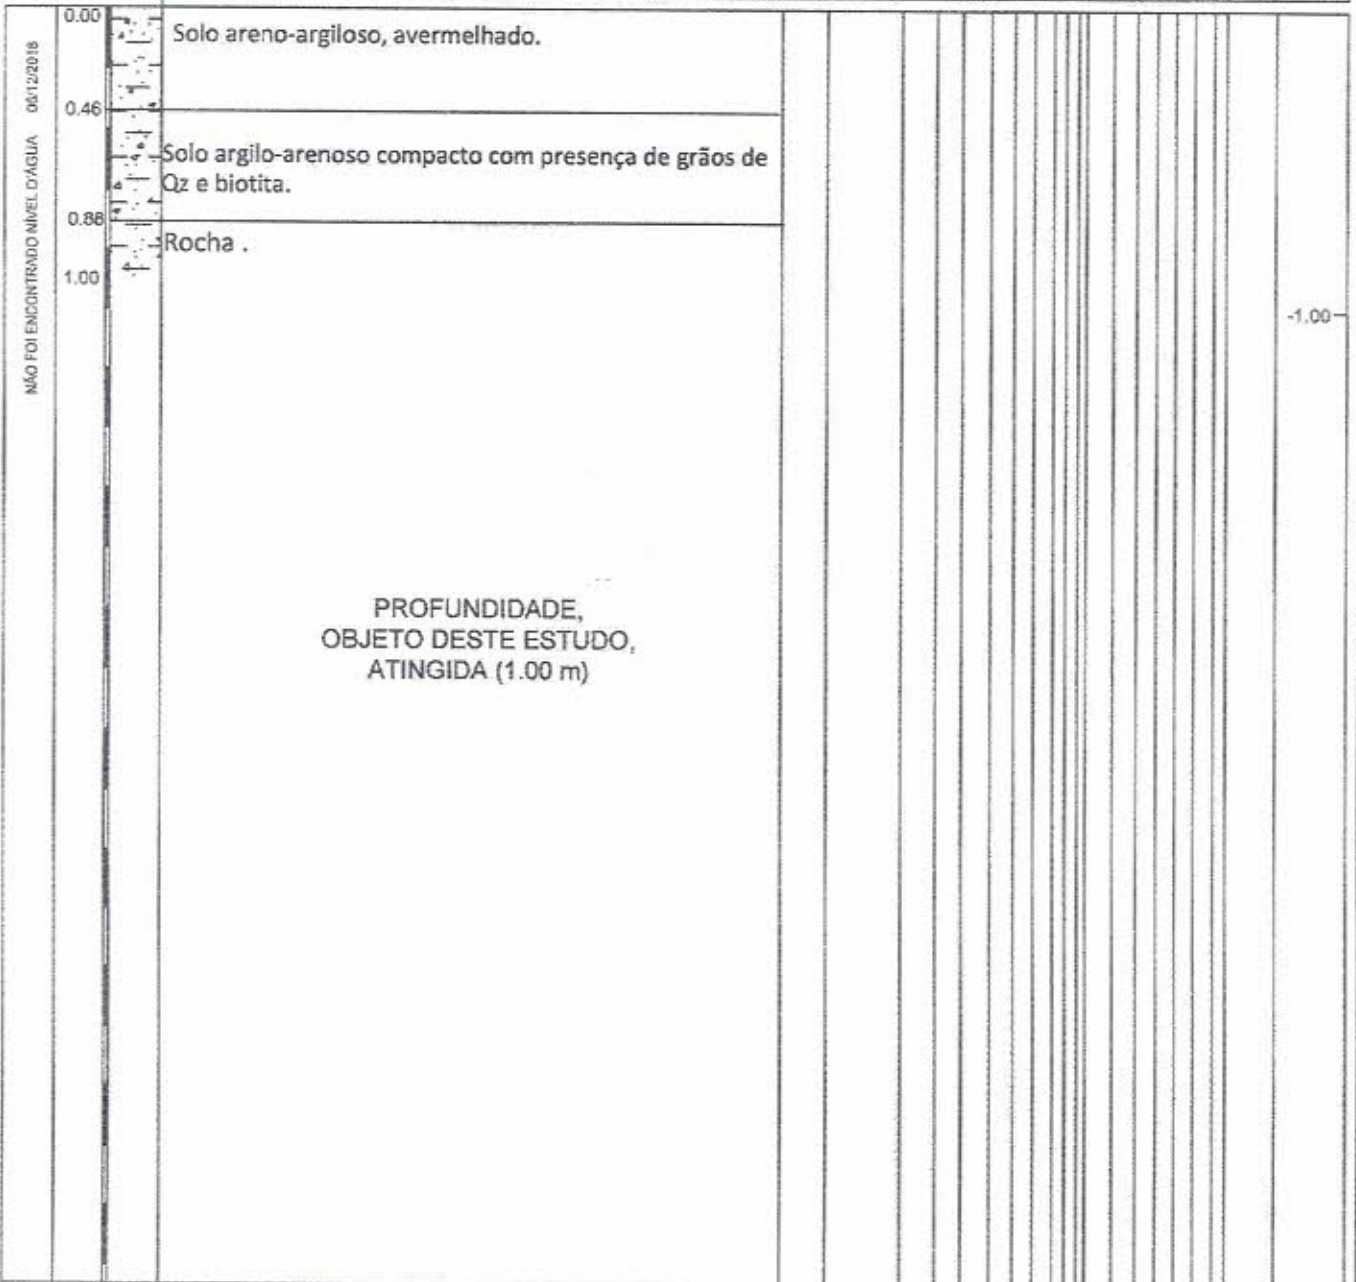 NÃO FOI ENCONTRADO NÍVEL D'ÁGUA 06/12/2018
0.00
Solo areno-argiloso, avermelhado.
0.46
Solo argilo-arenoso compacto com presença de grãos de
Qz e biotita.
0.88
Rocha .
1.00
-1.00
PROFUNDIDADE,
OBJETO DESTE ESTUDO,
ATINGIDA (1.00 m)